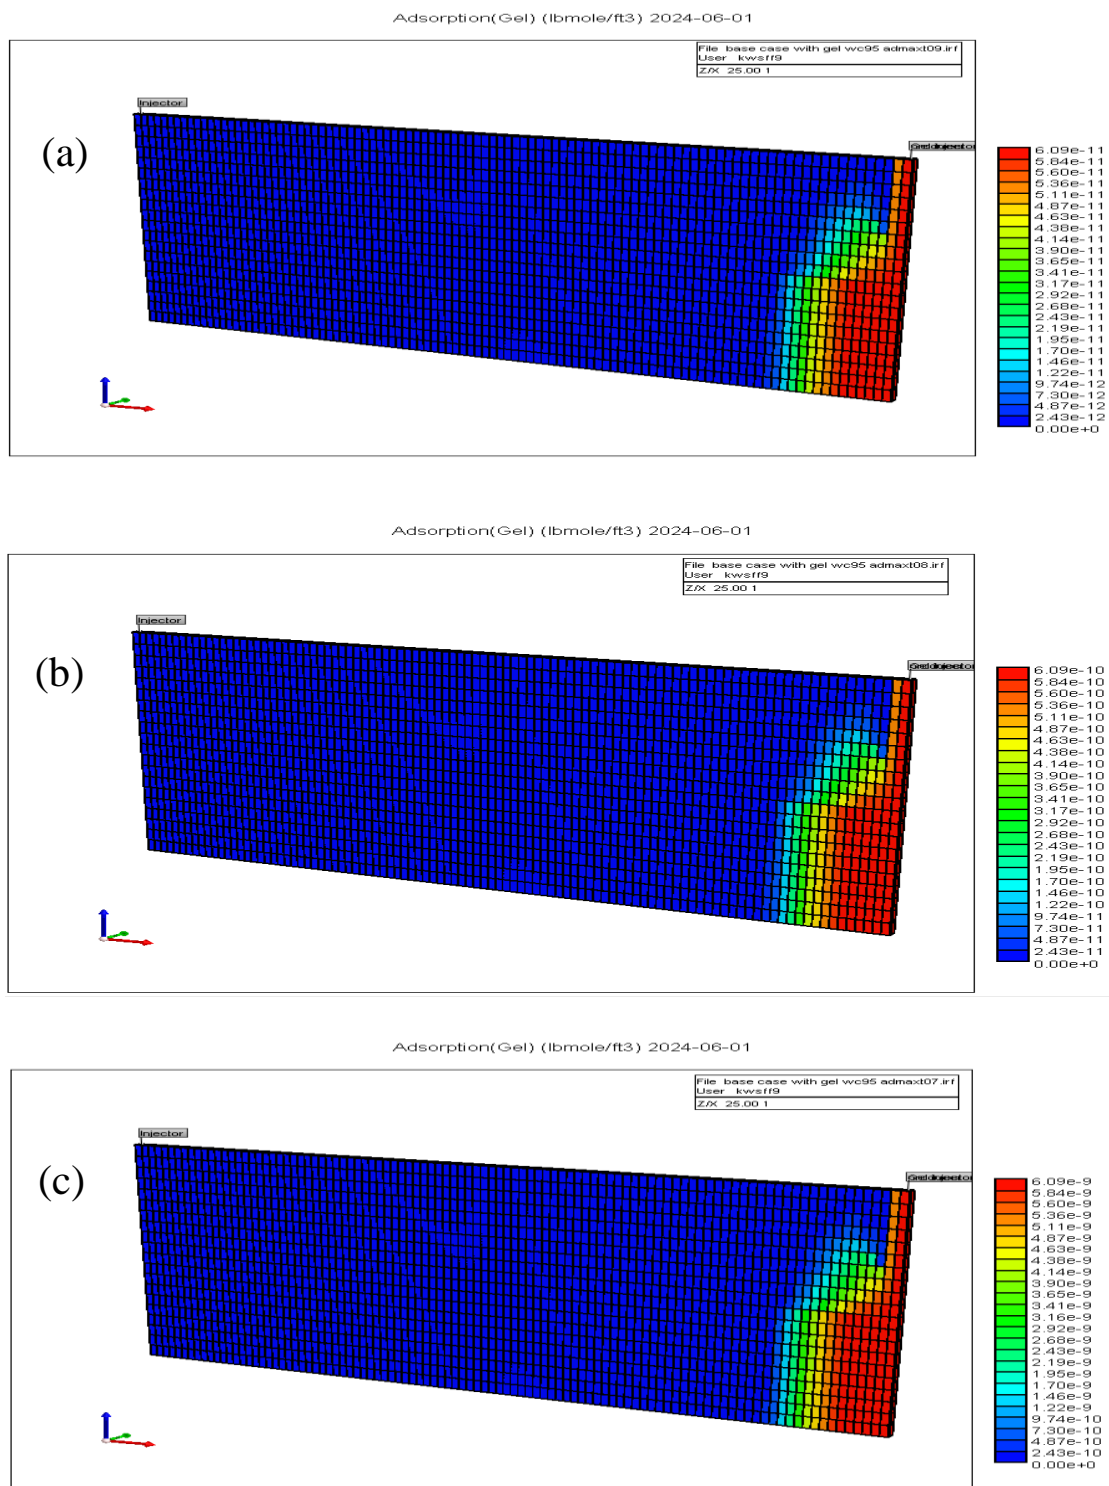 Adsorption(Gel) (lbmole/ft3) 2024-06-01
File base case with gel wc95 admaxt09.irf
User kwsff9
Z/X 25.00:1
(a)
Injector
6.09e-11
5.84e-11
5.60e-11
5.36e-11
5.11e-11
4.87e-11
4.63e-11
4.38e-11
4.14e-11
3.90e-11
3.65e-11
3.41e-11
3.17e-11
2.92e-11
2.68e-11
2.43e-11
2.19e-11
1.95e-11
1.70e-11
1.46e-11
1.22e-11
9.74e-12
7.30e-12
4.87e-12
2.43e-12
0.00e+0
Adsorption(Gel) (lbmole/ft3) 2024-06-01
File base case with gel wc95 admaxt08.irf
User kwsff9
Z/X 25.00:1
(b)
Injector
6.09e-10
5.84e-10
5.60e-10
5.36e-10
5.11e-10
4.87e-10
4.63e-10
4.38e-10
4.14e-10
3.90e-10
3.65e-10
3.41e-10
3.17e-10
2.92e-10
2.68e-10
2.43e-10
2.19e-10
1.95e-10
1.70e-10
1.46e-10
1.22e-10
9.74e-11
7.30e-11
4.87e-11
2.43e-11
0.00e+0
Adsorption(Gel) (lbmole/ft3) 2024-06-01
File base case with gel wc95 admaxt07.irf
User kwsff9
Z/X 25.00:1
(c)
Injector
6.09e-9
5.84e-9
5.60e-9
5.36e-9
5.11e-9
4.87e-9
4.63e-9
4.38e-9
4.14e-9
3.90e-9
3.65e-9
3.41e-9
3.16e-9
2.92e-9
2.68e-9
2.43e-9
2.19e-9
1.95e-9
1.70e-9
1.46e-9
1.22e-9
9.74e-10
7.30e-10
4.87e-10
2.43e-10
0.00e+0